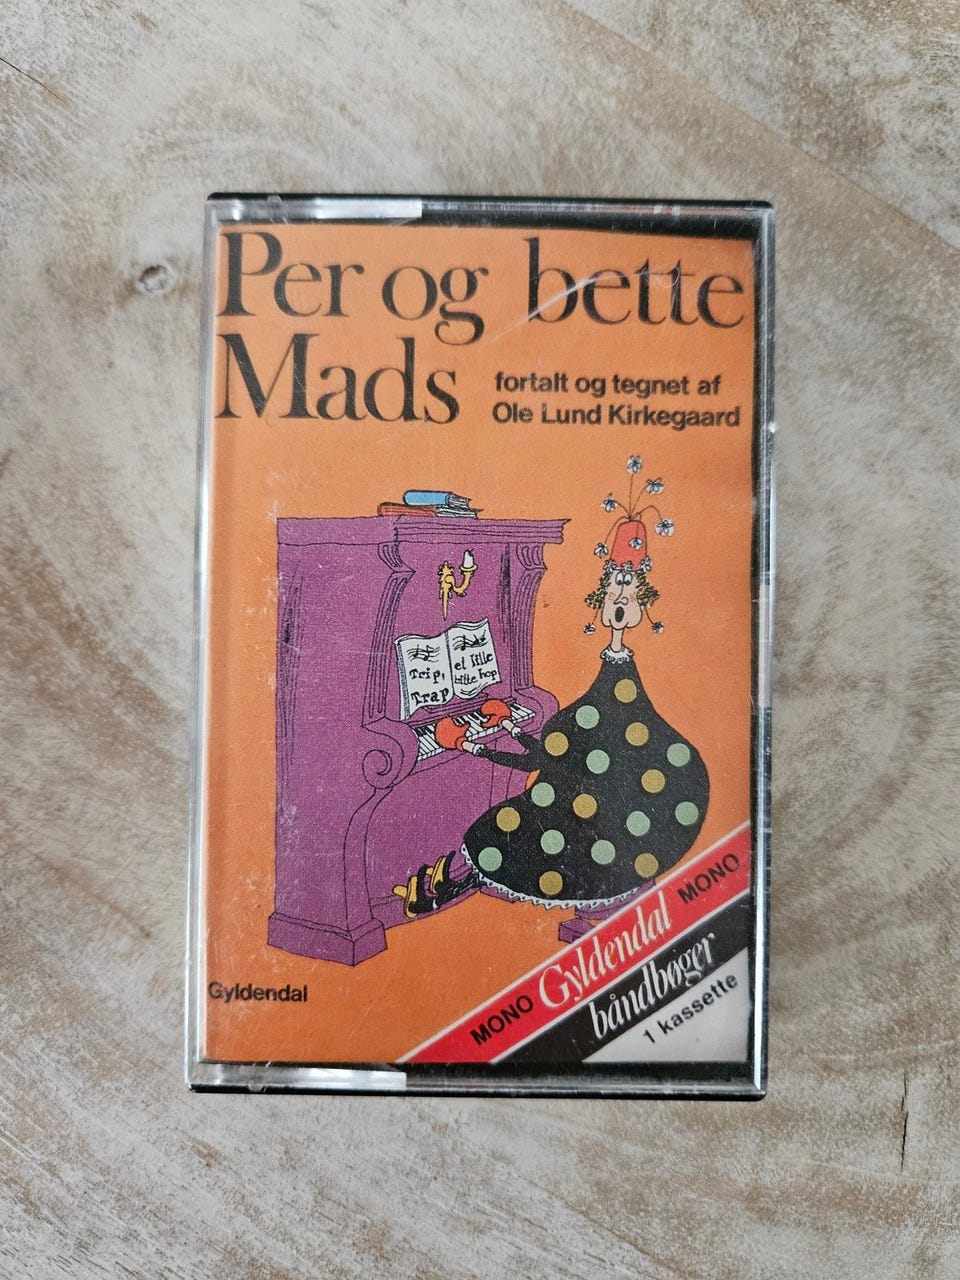 Per og bette
Mads
fortalt og tegnet af
Ole Lund Kirkegaard
Trip,
Trap
et lille
bitte hop
Gyldendal
MONO Gyldendal MONO
båndbøger
1 kassette